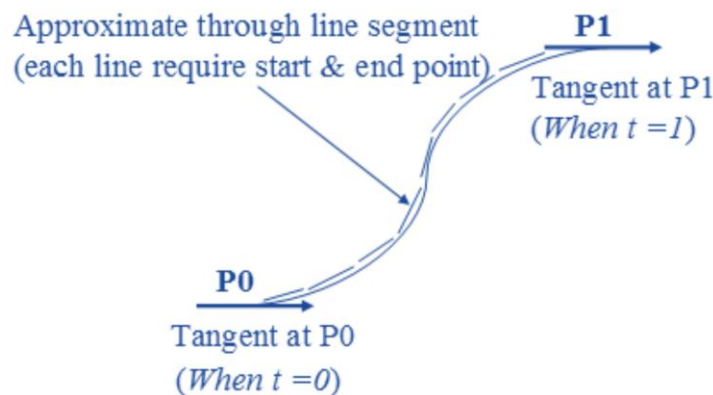 Approximate through line segment
(each line require start & end point)
P1
Tangent at P1
(When t =1)
P0
Tangent at P0
(When t =0)